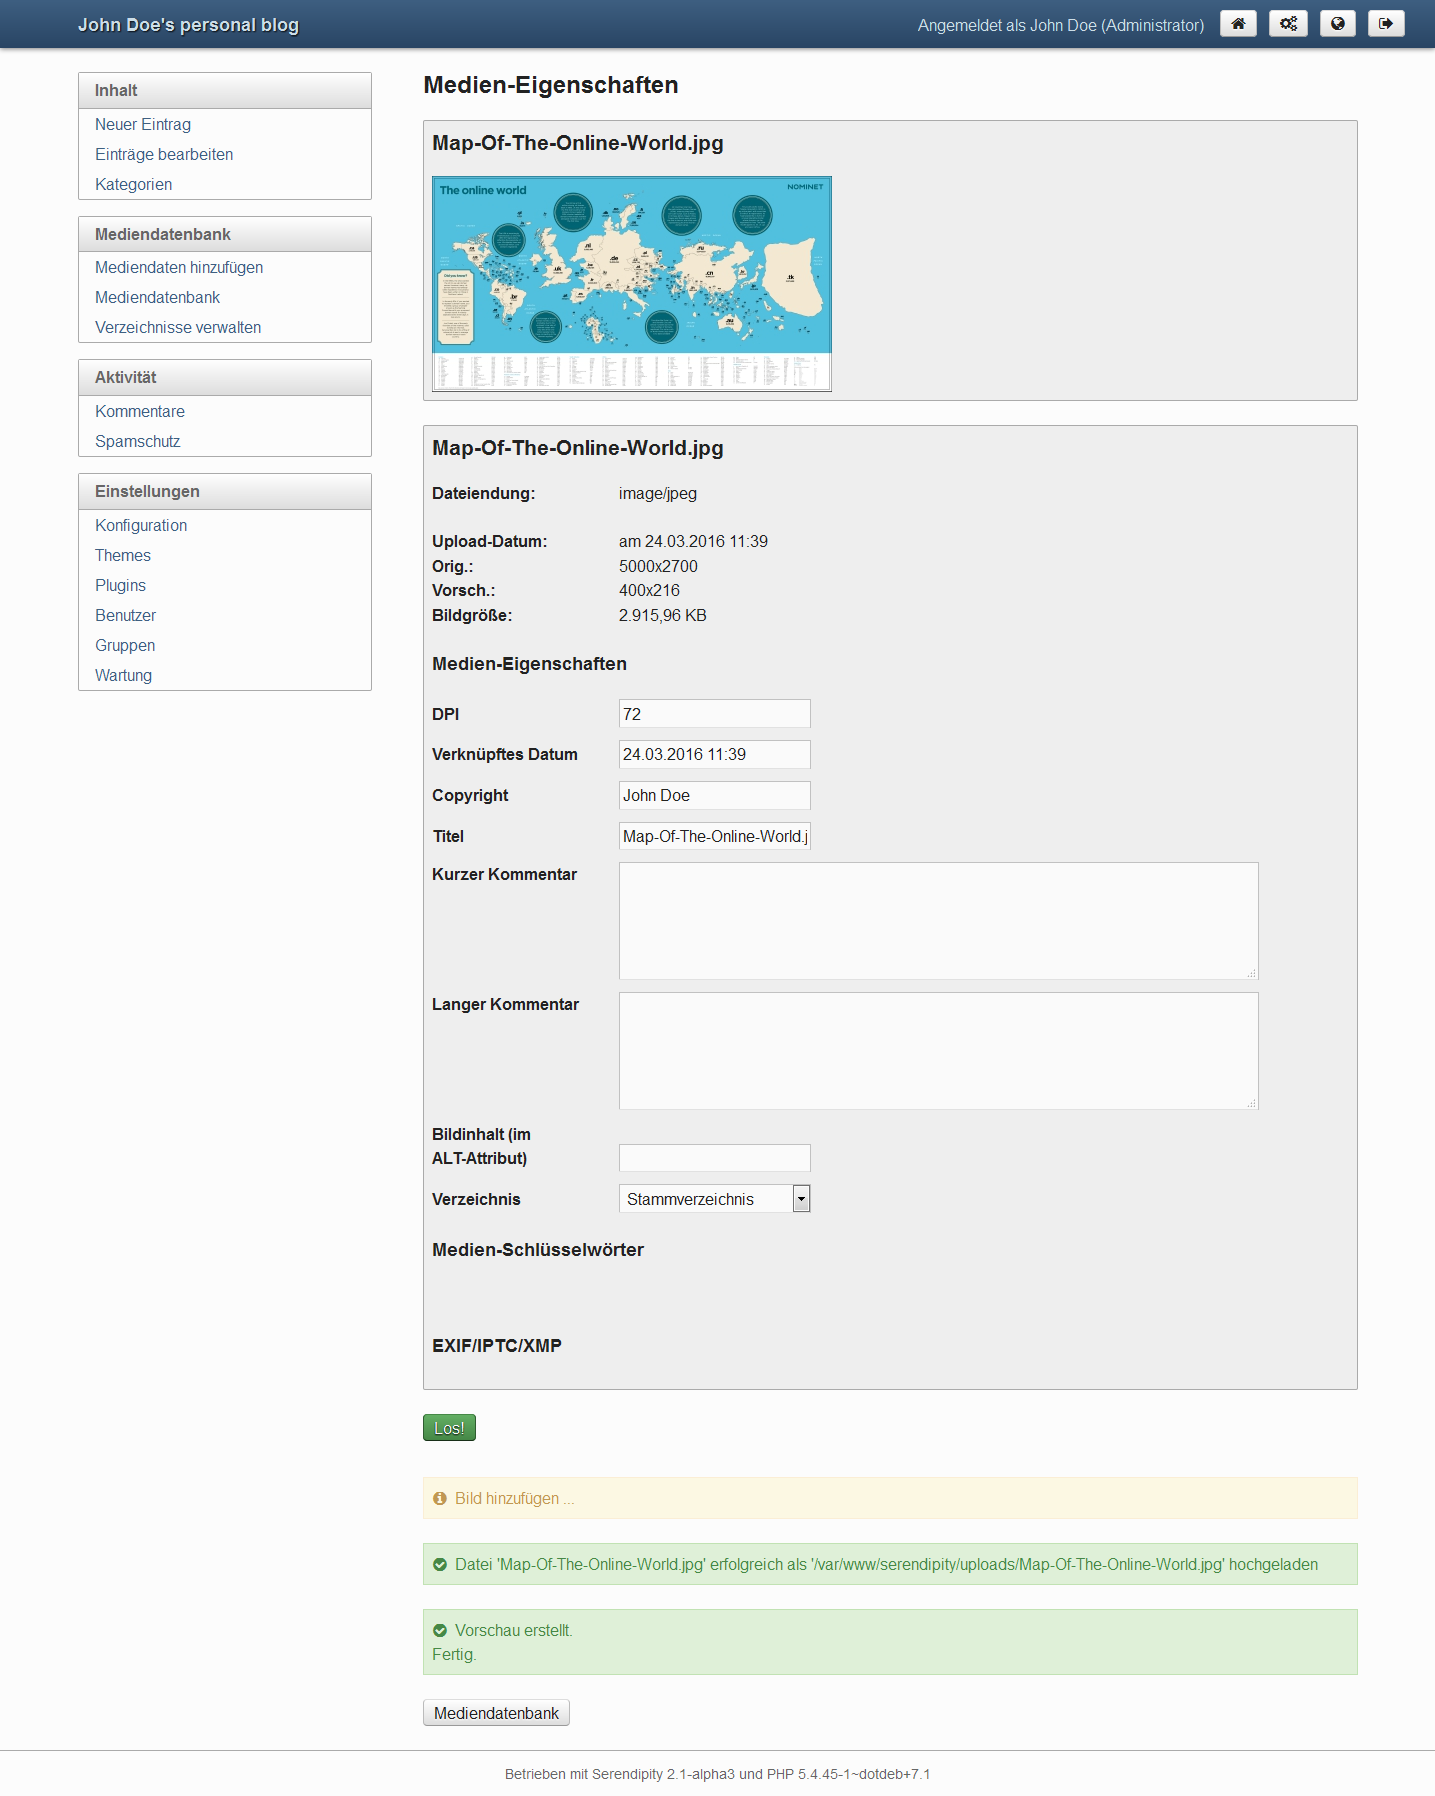 John Doe's personal blog
Angemeldet als John Doe (Administrator)
Inhalt
Neuer Eintrag
Einträge bearbeiten
Kategorien
Mediendatenbank
Mediendaten hinzufügen
Mediendatenbank
Verzeichnisse verwalten
Aktivität
Kommentare
Spamschutz
Einstellungen
Konfiguration
Themes
Plugins
Benutzer
Gruppen
Wartung
Medien-Eigenschaften
Map-Of-The-Online-World.jpg
The online world
NOMINET
.uk
.de
.cn
.tk
.br
Map-Of-The-Online-World.jpg
Dateiendung: image/jpeg
Upload-Datum: am 24.03.2016 11:39
Orig.: 5000x2700
Vorsch.: 400x216
Bildgröße: 2.915,96 KB
Medien-Eigenschaften
DPI 72
Verknüpftes Datum 24.03.2016 11:39
Copyright John Doe
Titel Map-Of-The-Online-World.j
Kurzer Kommentar
Langer Kommentar
Bildinhalt (im
ALT-Attribut)
Verzeichnis Stammverzeichnis
Medien-Schlüsselwörter
EXIF/IPTC/XMP
Los!
Bild hinzufügen ...
Datei 'Map-Of-The-Online-World.jpg' erfolgreich als '/var/www/serendipity/uploads/Map-Of-The-Online-World.jpg' hochgeladen
Vorschau erstellt.
Fertig.
Mediendatenbank
Betrieben mit Serendipity 2.1-alpha3 und PHP 5.4.45-1~dotdeb+7.1